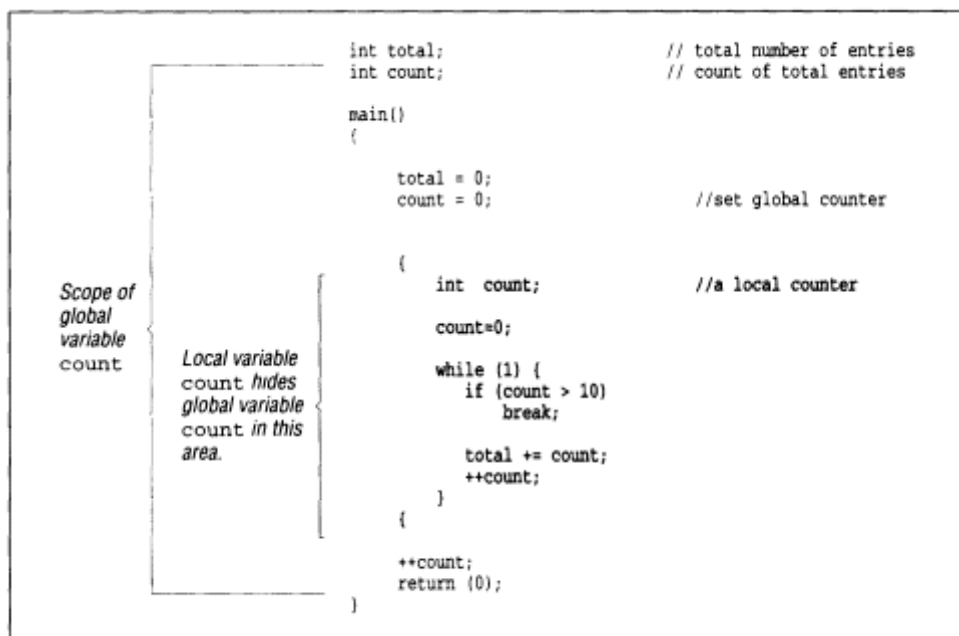 int total; // total number of entries
int count; // count of total entries
main()
{
total = 0;
count = 0; //set global counter
{
int count; //a local counter
count=0;
while (1) {
if (count > 10)
break;
total += count;
++count;
}
{
++count;
return (0);
}
Scope of
global
variable
count
Local variable
count hides
global variable
count in this
area.